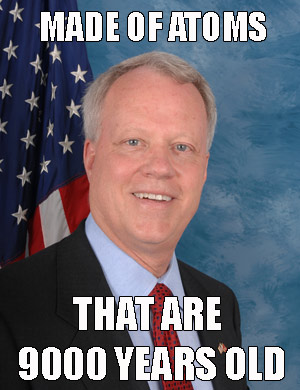 MADE OF ATOMS
THAT ARE
9000 YEARS OLD